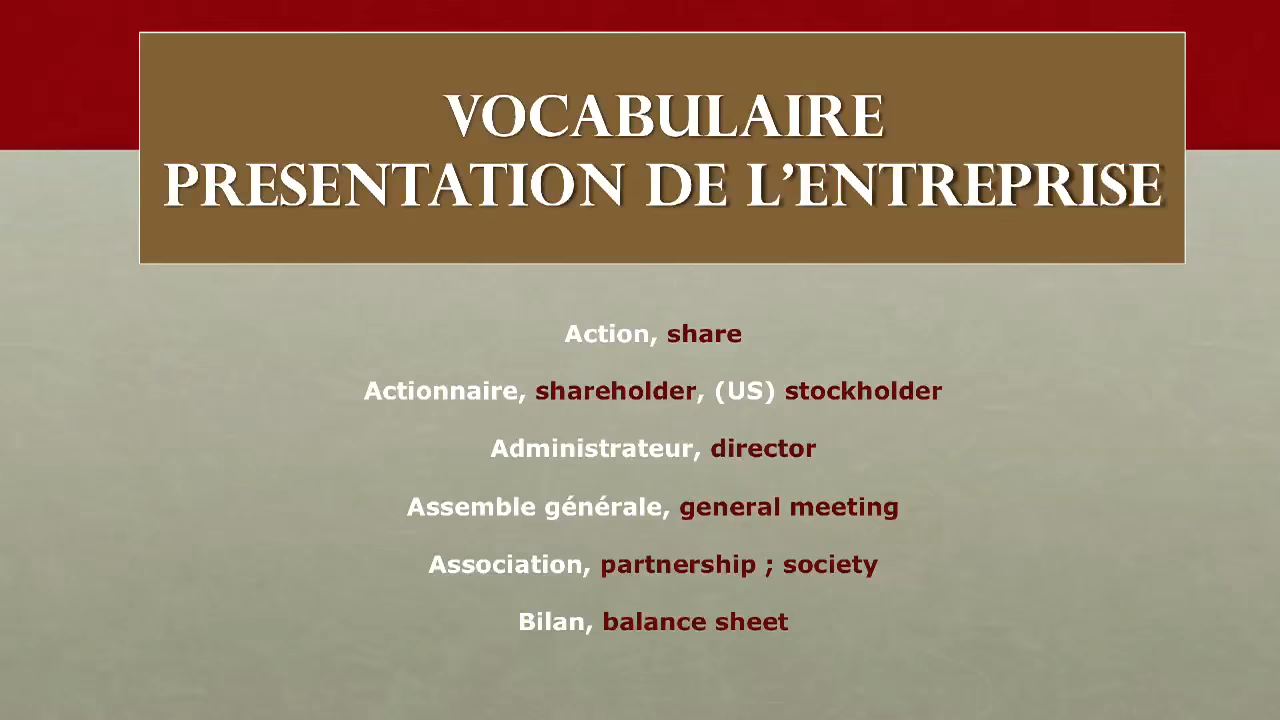 VOCABULAIRE
PRESENTATION DE L'ENTREPRISE
Action, share
Actionnaire, shareholder, (US) stockholder
Administrateur, director
Assemble générale, general meeting
Association, partnership ; society
Bilan, balance sheet